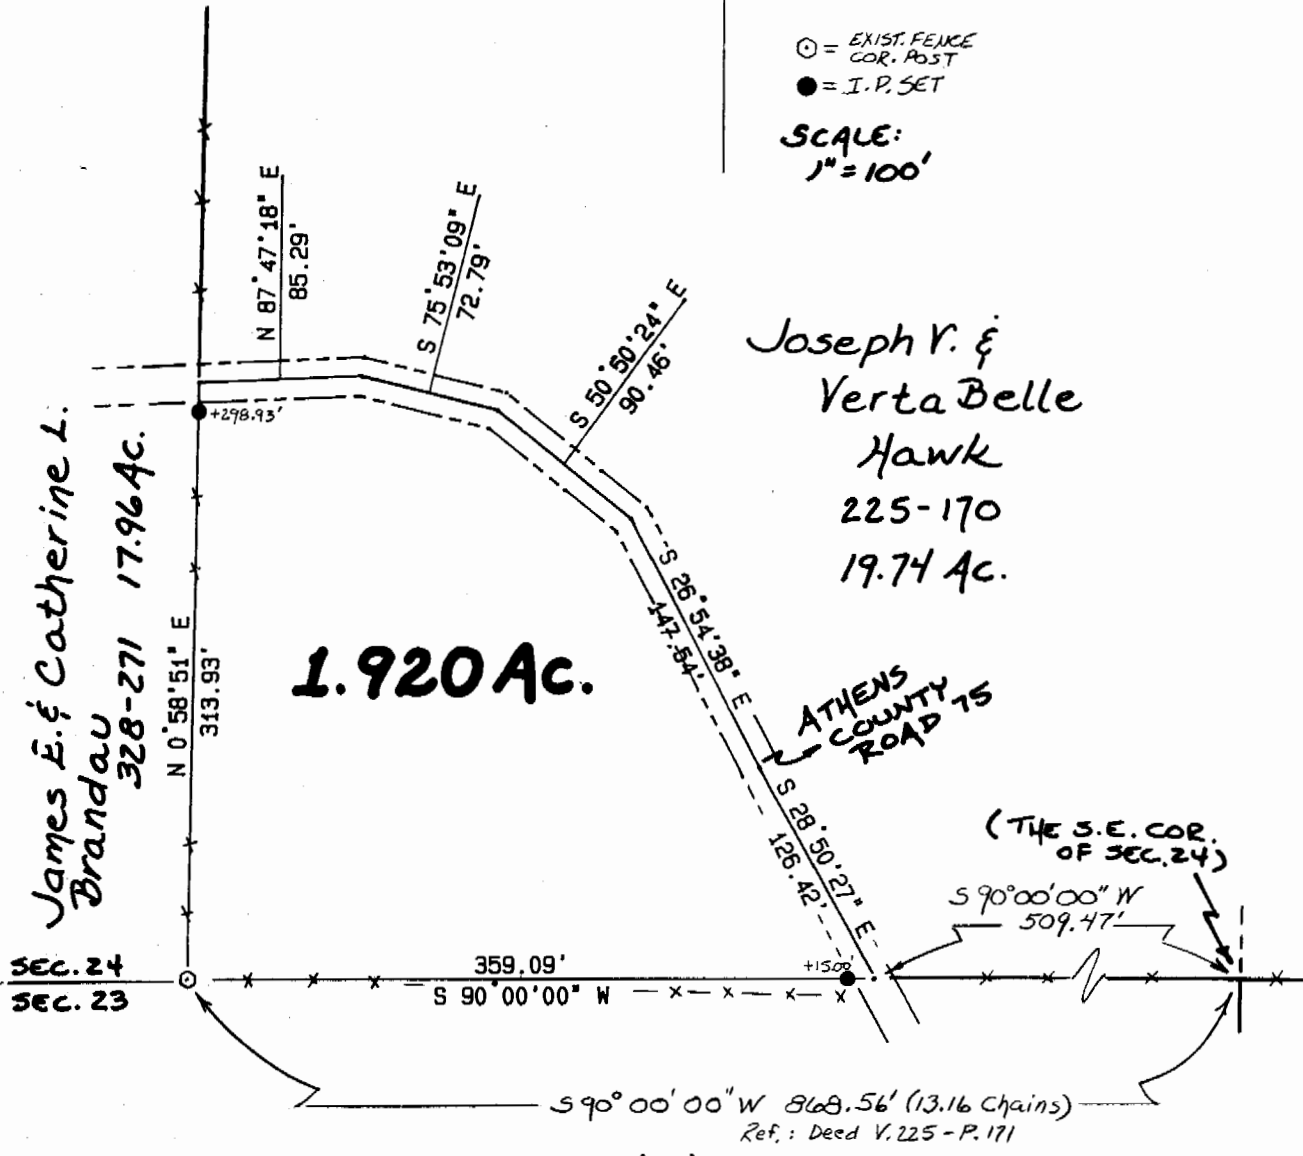 ⊙ = EXIST. FENCE
COR. POST
● = I.P. SET
SCALE:
1" = 100'
N 87°47'18" E
85.29'
S 75°53'09" E
72.79'
S 50°50'24" E
90.46'
Joseph V. &
Verta Belle
Hawk
225-170
19.74 Ac.
+298.93'
James E. & Catherine L.
Brandau
328-271 17.96 Ac.
N 0°58'51" E
313.93'
1.920 Ac.
S 26°54'38" E
147.54'
ATHENS
COUNTY
ROAD 75
S 28°50'27" E
126.42'
(THE S.E. COR.
OF SEC. 24)
S 90°00'00" W
509.47'
SEC. 24
SEC. 23
359.09'
S 90°00'00" W
+15.00'
S 90° 00' 00" W 868.56' (13.16 Chains)
Ref.: Deed V. 225 - P. 171